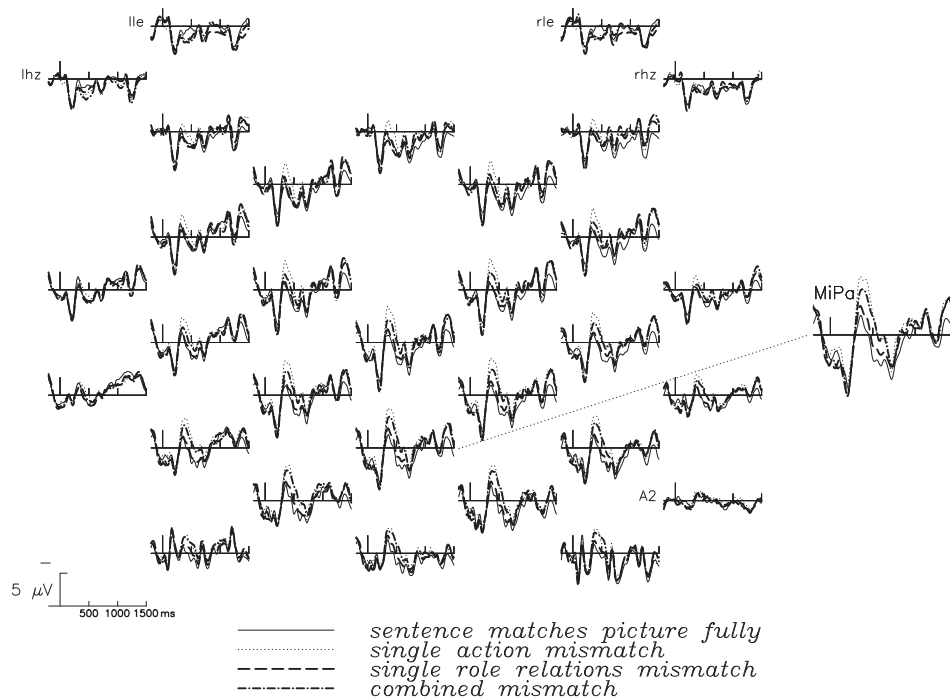 lle
rle
lhz
rhz
MiPa
A2
5 μV
500 1000 1500 ms
sentence matches picture fully
single action mismatch
single role relations mismatch
combined mismatch